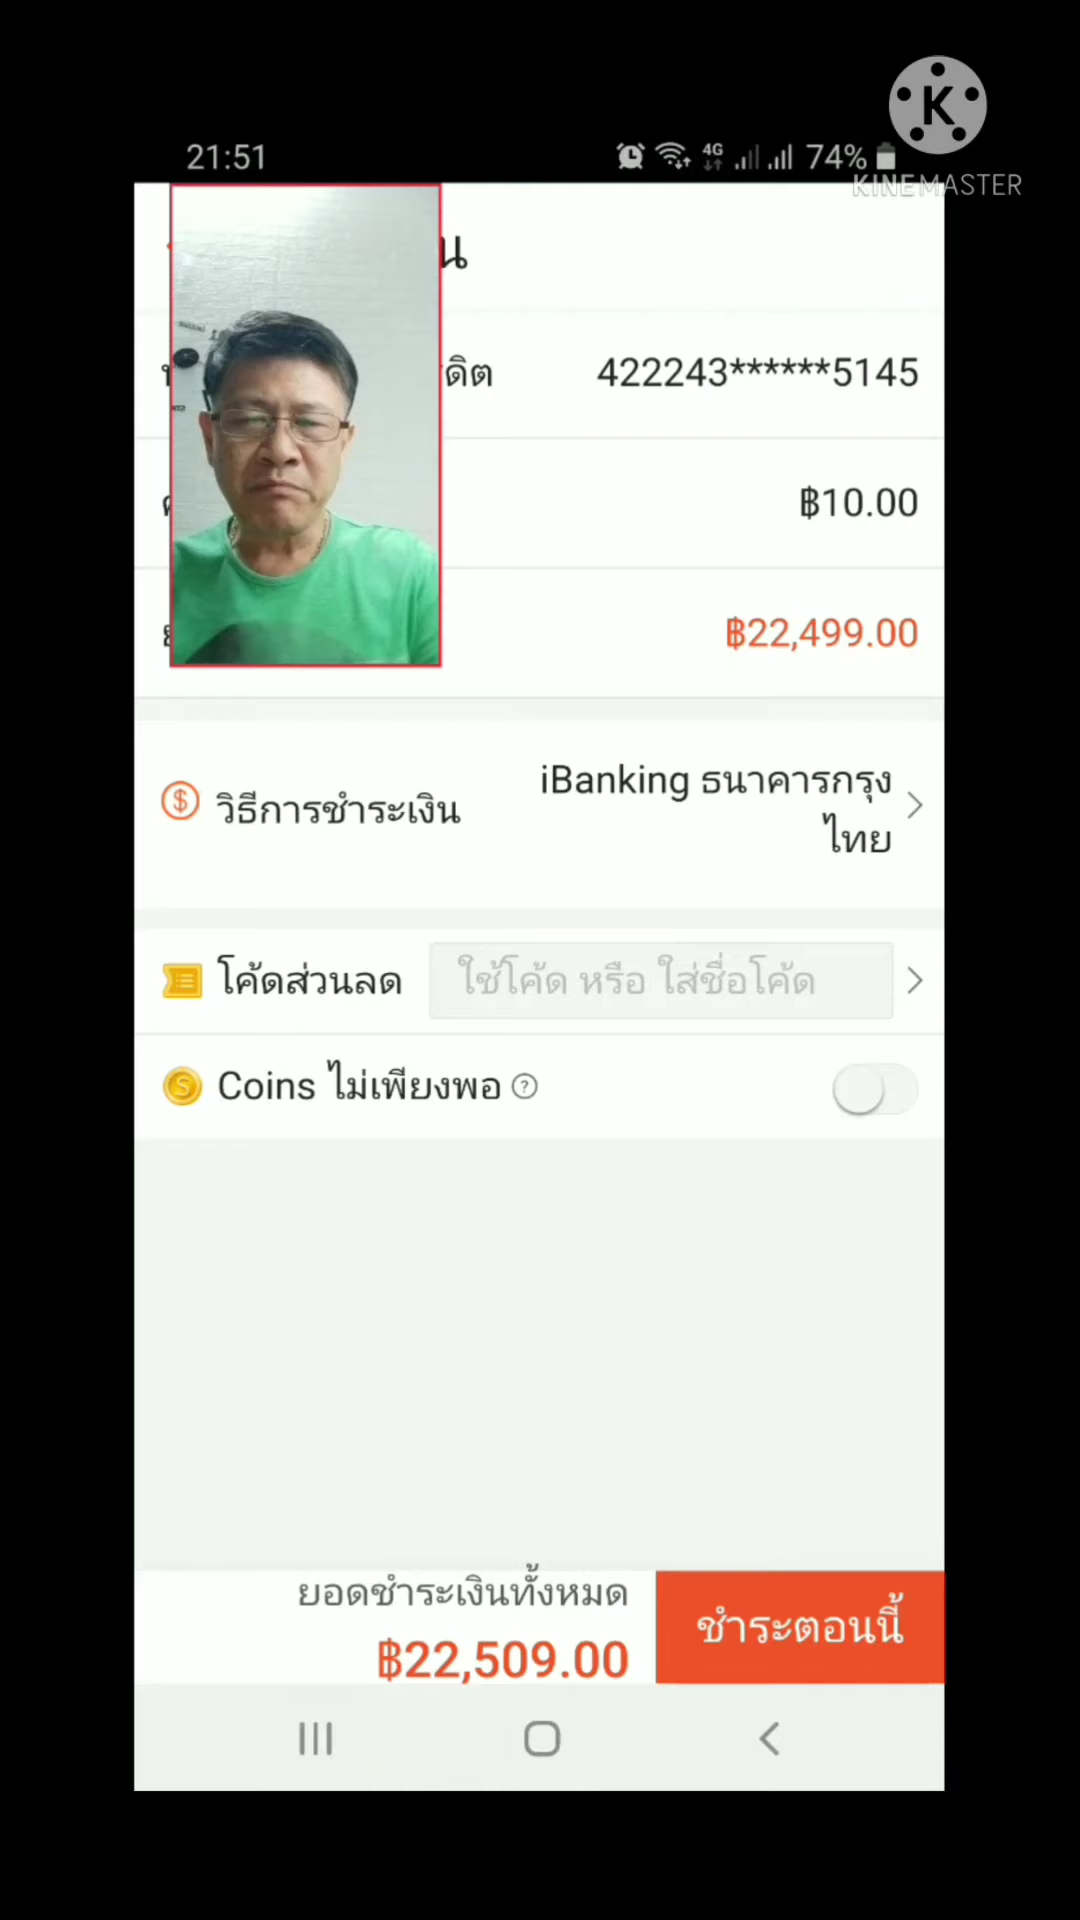 K
KINEMASTER
21:51
4G
74%
422243******5145
฿10.00
฿22,499.00
วิธีการชำระเงิน
iBanking ธนาคารกรุง
ไทย
โค้ดส่วนลด
ใช้โค้ด หรือ ใส่ชื่อโค้ด
Coins ไม่เพียงพอ ?
ยอดชำระเงินทั้งหมด
฿22,509.00
ชำระตอนนี้